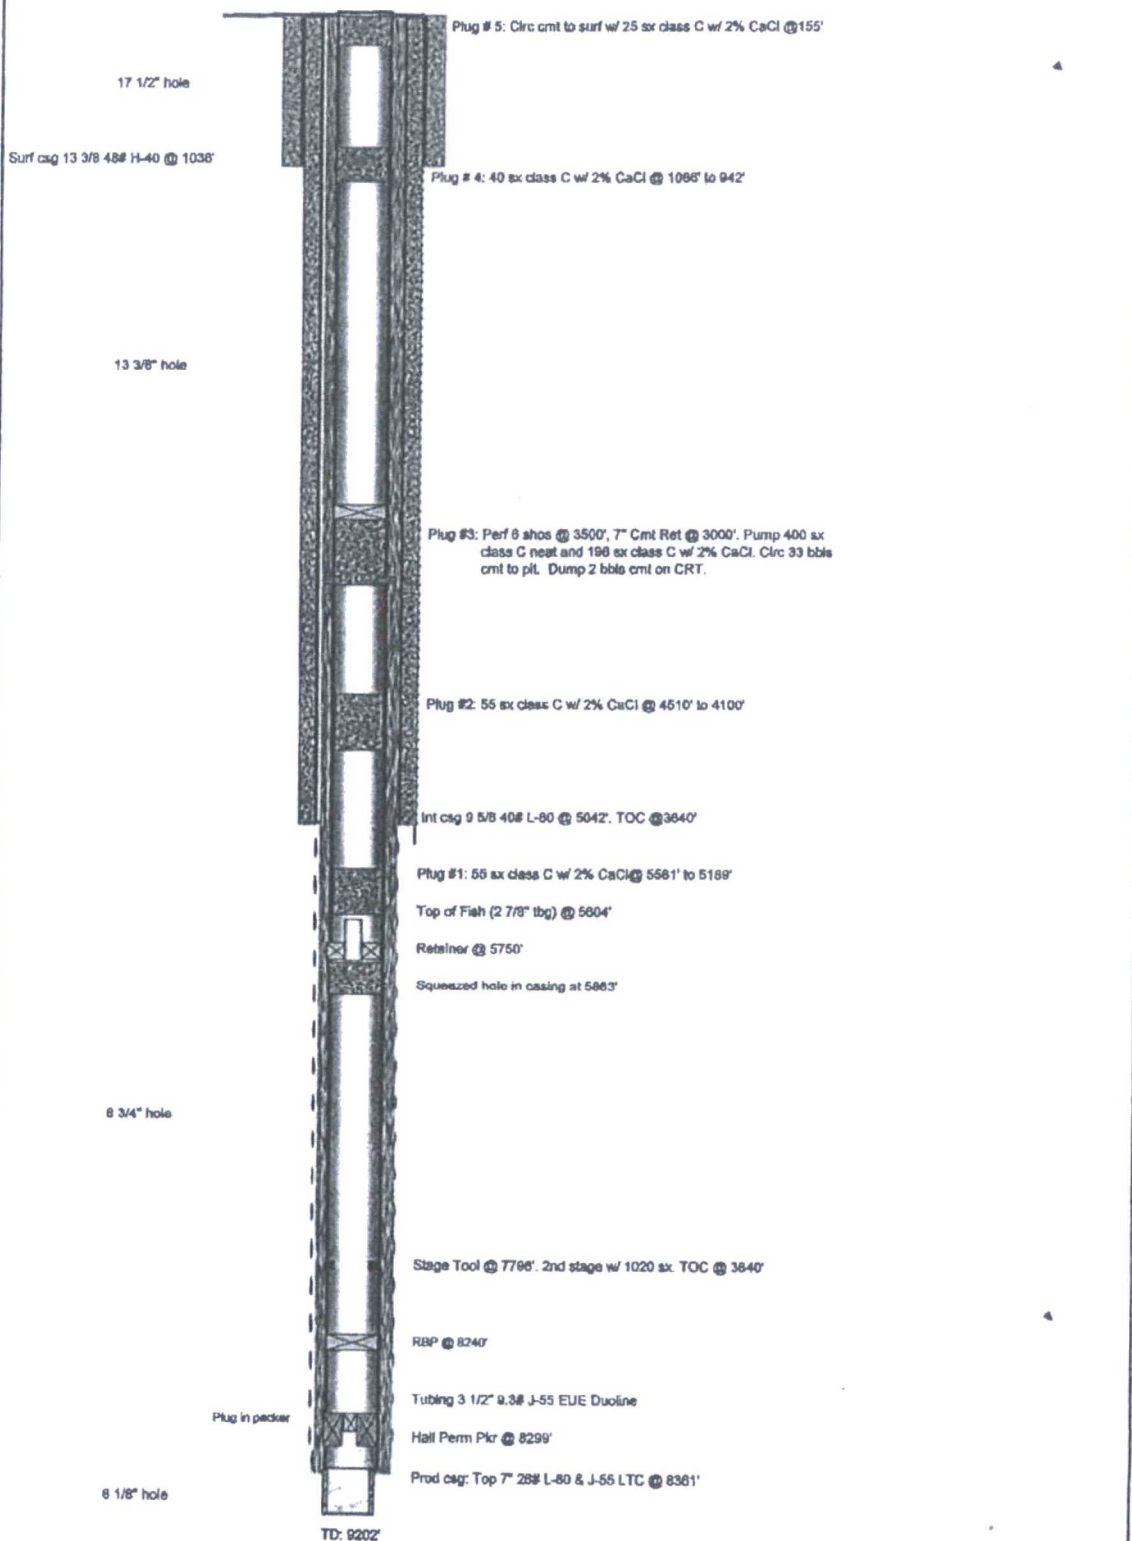 Plug # 5: Circ cmt to surf w/ 25 sx class C w/ 2% CaCl @155'
17 1/2" hole
Surf csg 13 3/8 48# H-40 @ 1036'
Plug # 4: 40 sx class C w/ 2% CaCl @ 1066' to 942'
13 3/8" hole
Plug #3: Perf 6 shos @ 3500', 7" Cmt Ret @ 3000'. Pump 400 sx
class C neat and 196 sx class C w/ 2% CaCl. Circ 33 bbls
cmt to pit. Dump 2 bbls cmt on CRT.
Plug #2: 55 sx class C w/ 2% CaCl @ 4510' to 4100'
Int csg 9 5/8 40# L-80 @ 5042'. TOC @3640'
Plug #1: 55 sx class C w/ 2% CaCl@ 5561' to 5189'
Top of Fish (2 7/8" tbg) @ 5604'
Retainer @ 5750'
Squeezed hole in casing at 5863'
8 3/4" hole
Stage Tool @ 7796'. 2nd stage w/ 1020 sx. TOC @ 3640'
RBP @ 8240'
Tubing 3 1/2" 9.3# J-55 EUE Duoline
Plug in packer
Hall Perm Pkr @ 8299'
Prod csg: Top 7" 26# L-80 & J-55 LTC @ 8361'
6 1/8" hole
TD: 9202'